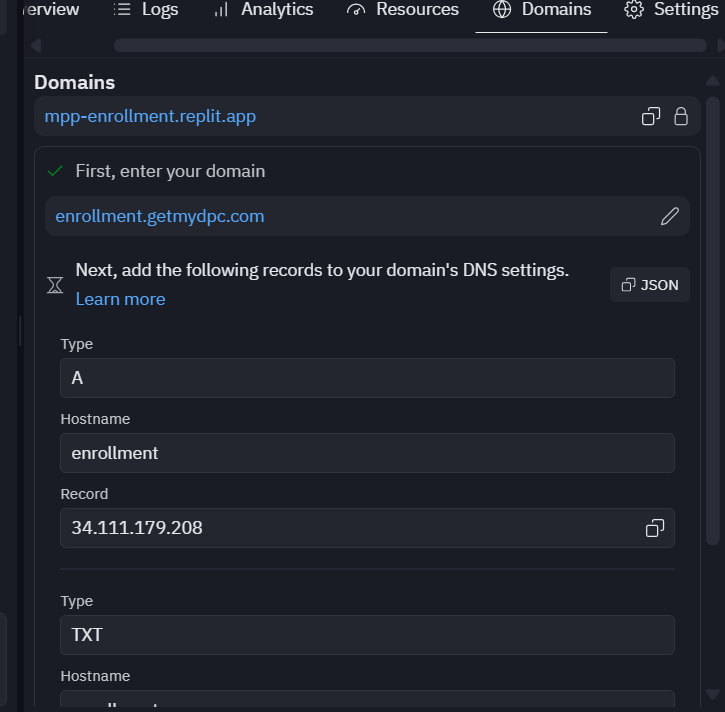 erview Logs Analytics Resources Domains Settings
Domains
mpp-enrollment.replit.app
First, enter your domain
enrollment.getmydpc.com
Next, add the following records to your domain's DNS settings.
Learn more
JSON
Type
A
Hostname
enrollment
Record
34.111.179.208
Type
TXT
Hostname